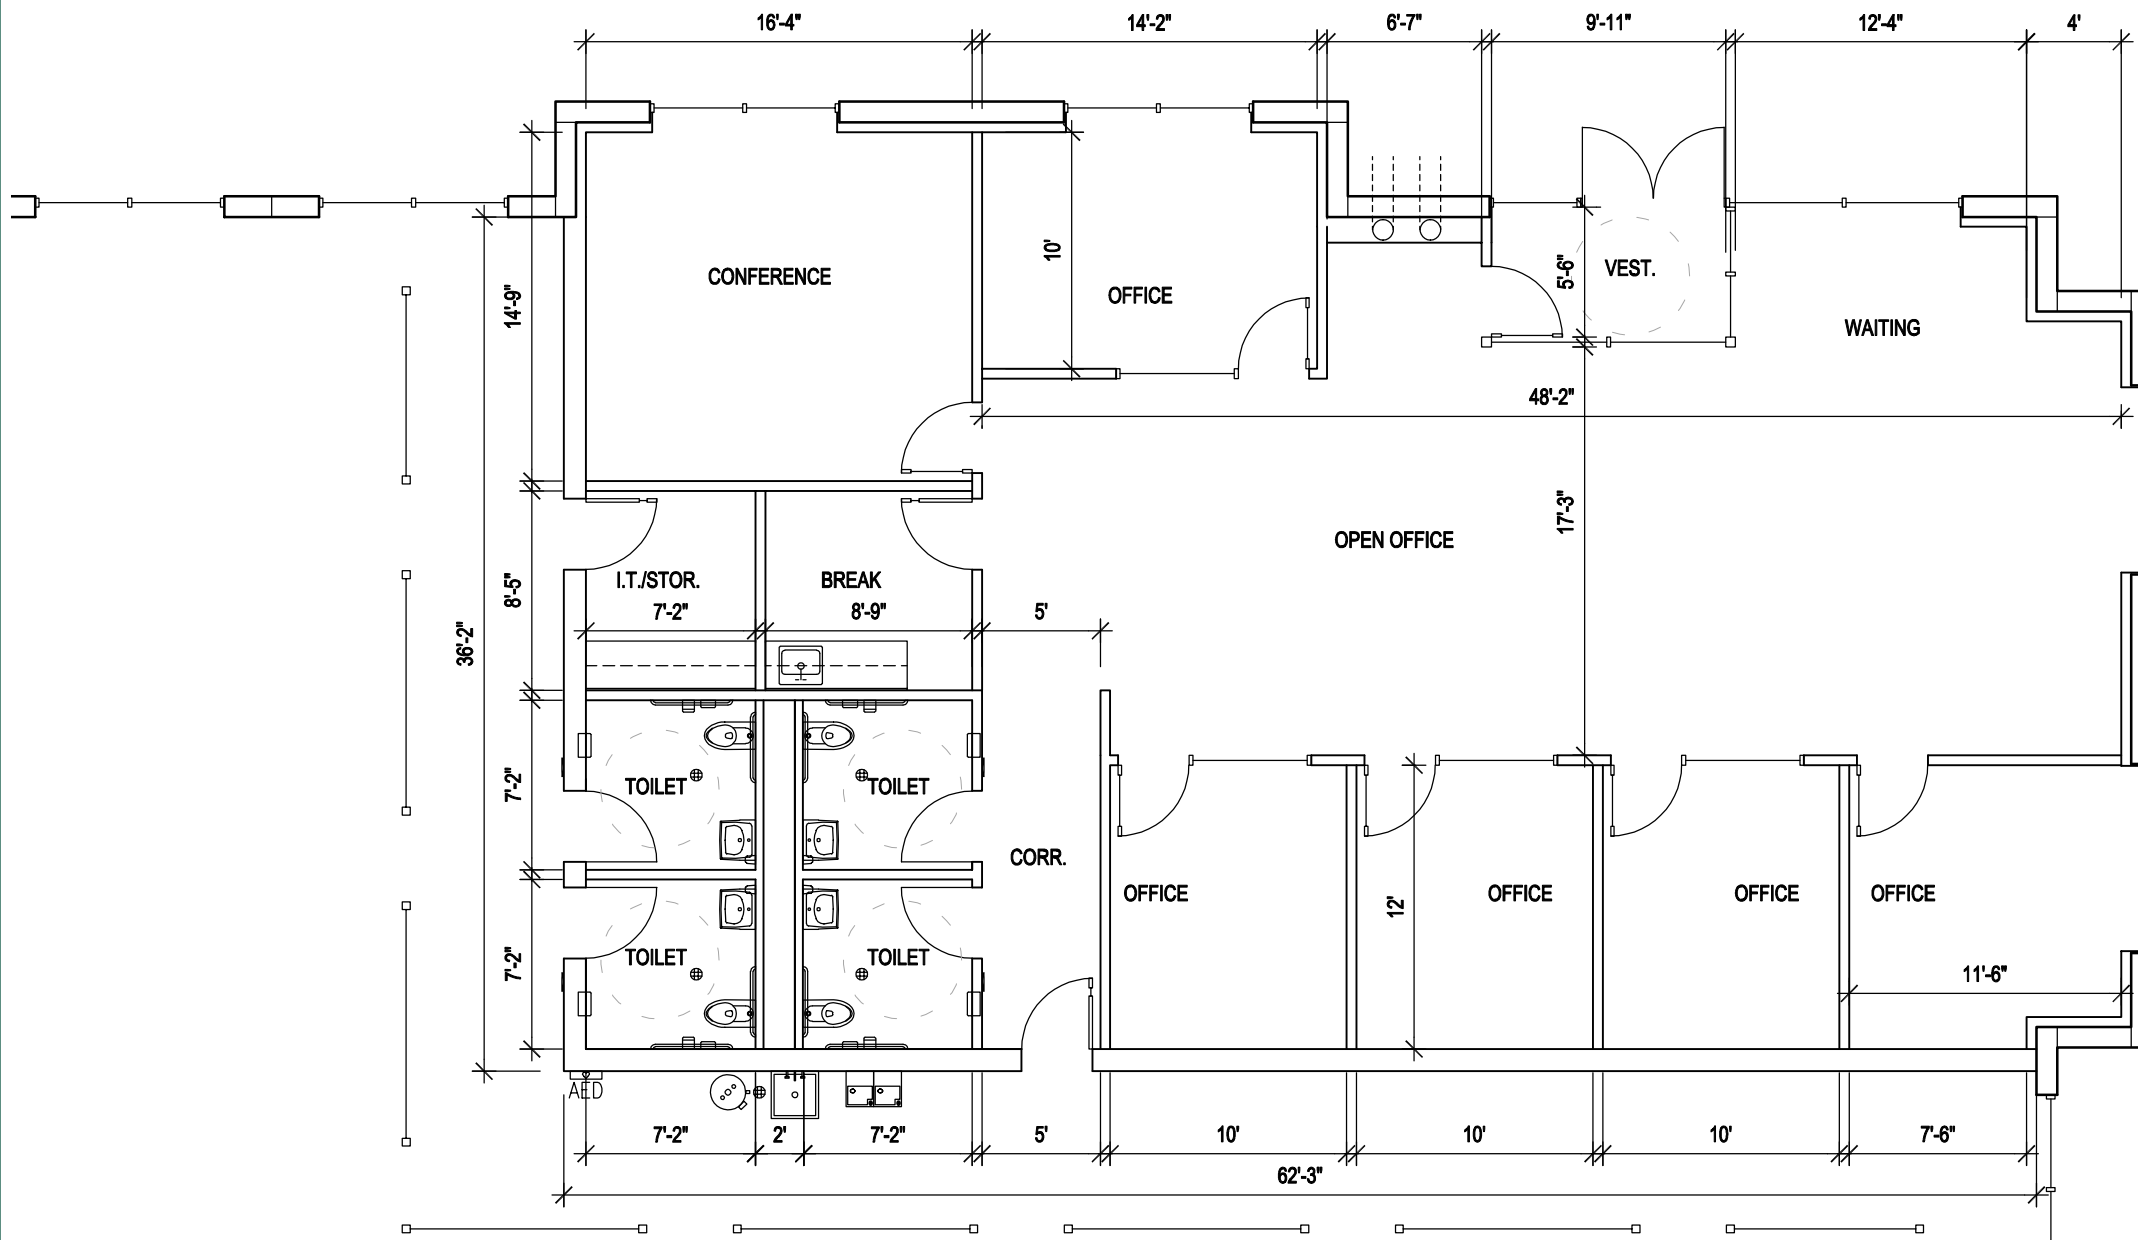 16'-4"
14'-2"
6'-7"
9'-11"
12'-4"
4'
CONFERENCE
10'
OFFICE
5'-6"
VEST.
14'-9"
WAITING
48'-2"
17'-3"
OPEN OFFICE
8'-5"
I.T./STOR.
BREAK
7'-2"
8'-9"
5'
36'-2"
7'-2"
TOILET
TOILET
CORR.
OFFICE
12'
OFFICE
OFFICE
OFFICE
7'-2"
TOILET
TOILET
11'-6"
AED
7'-2"
2'
7'-2"
5'
10'
10'
10'
7'-6"
62'-3"